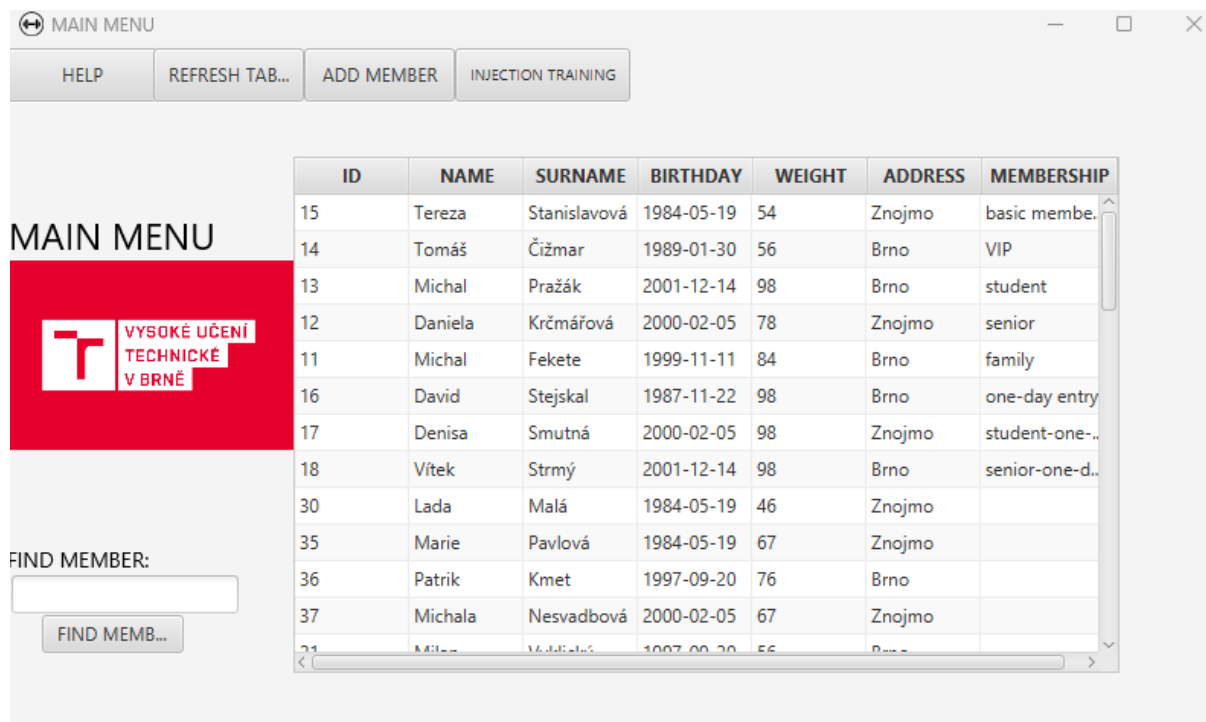 MAIN MENU
HELP REFRESH TAB... ADD MEMBER INJECTION TRAINING
MAIN MENU
VYSOKÉ UČENÍ
TECHNICKÉ
V BRNĚ
FIND MEMBER:
FIND MEMB...
ID NAME SURNAME BIRTHDAY WEIGHT ADDRESS MEMBERSHIP
15 Tereza Stanislavová 1984-05-19 54 Znojmo basic membe..
14 Tomáš Čižmar 1989-01-30 56 Brno VIP
13 Michal Pražák 2001-12-14 98 Brno student
12 Daniela Krčmářová 2000-02-05 78 Znojmo senior
11 Michal Fekete 1999-11-11 84 Brno family
16 David Stejskal 1987-11-22 98 Brno one-day entry
17 Denisa Smutná 2000-02-05 98 Znojmo student-one-..
18 Vítek Strmý 2001-12-14 98 Brno senior-one-d..
30 Lada Malá 1984-05-19 46 Znojmo
35 Marie Pavlová 1984-05-19 67 Znojmo
36 Patrik Kmet 1997-09-20 76 Brno
37 Michala Nesvadbová 2000-02-05 67 Znojmo